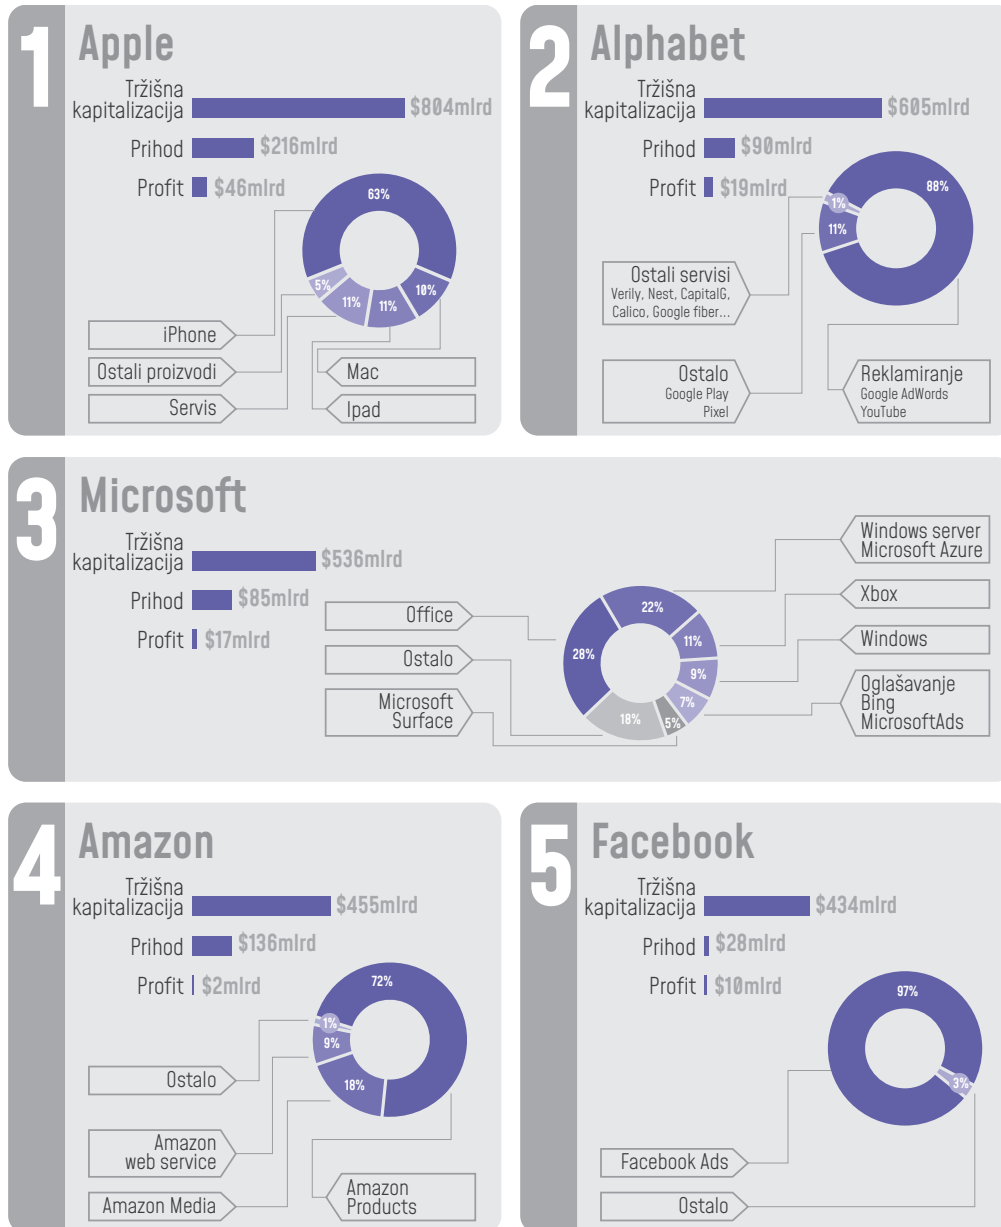 1
Apple
Tržišna
kapitalizacija
$804mlrd
Prihod
$216mlrd
Profit
$46mlrd
63%
5%
11%
11%
10%
iPhone
Ostali proizvodi
Servis
Mac
Ipad
2
Alphabet
Tržišna
kapitalizacija
$605mlrd
Prihod
$90mlrd
Profit
$19mlrd
88%
1%
11%
Ostali servisi
Verily, Nest, CapitalG,
Calico, Google fiber...
Ostalo
Google Play
Pixel
Reklamiranje
Google AdWords
YouTube
3
Microsoft
Tržišna
kapitalizacija
$536mlrd
Prihod
$85mlrd
Profit
$17mlrd
Office
Ostalo
Microsoft
Surface
22%
28%
11%
9%
7%
5%
18%
Windows server
Microsoft Azure
Xbox
Windows
Oglašavanje
Bing
MicrosoftAds
4
Amazon
Tržišna
kapitalizacija
$455mlrd
Prihod
$136mlrd
Profit
$2mlrd
72%
1%
9%
18%
Ostalo
Amazon
web service
Amazon Media
Amazon
Products
5
Facebook
Tržišna
kapitalizacija
$434mlrd
Prihod
$28mlrd
Profit
$10mlrd
97%
3%
Facebook Ads
Ostalo